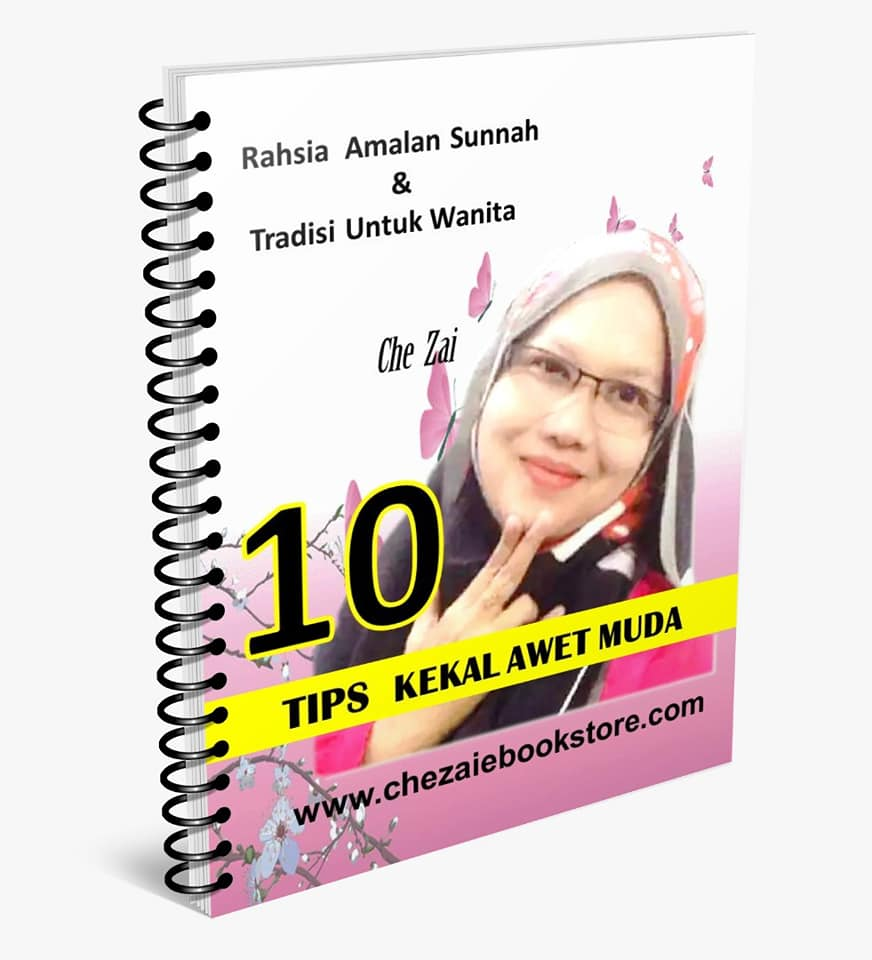 Rahsia Amalan Sunnah
&
Tradisi Untuk Wanita
Che Zai
10
TIPS KEKAL AWET MUDA
www.chezaiebookstore.com